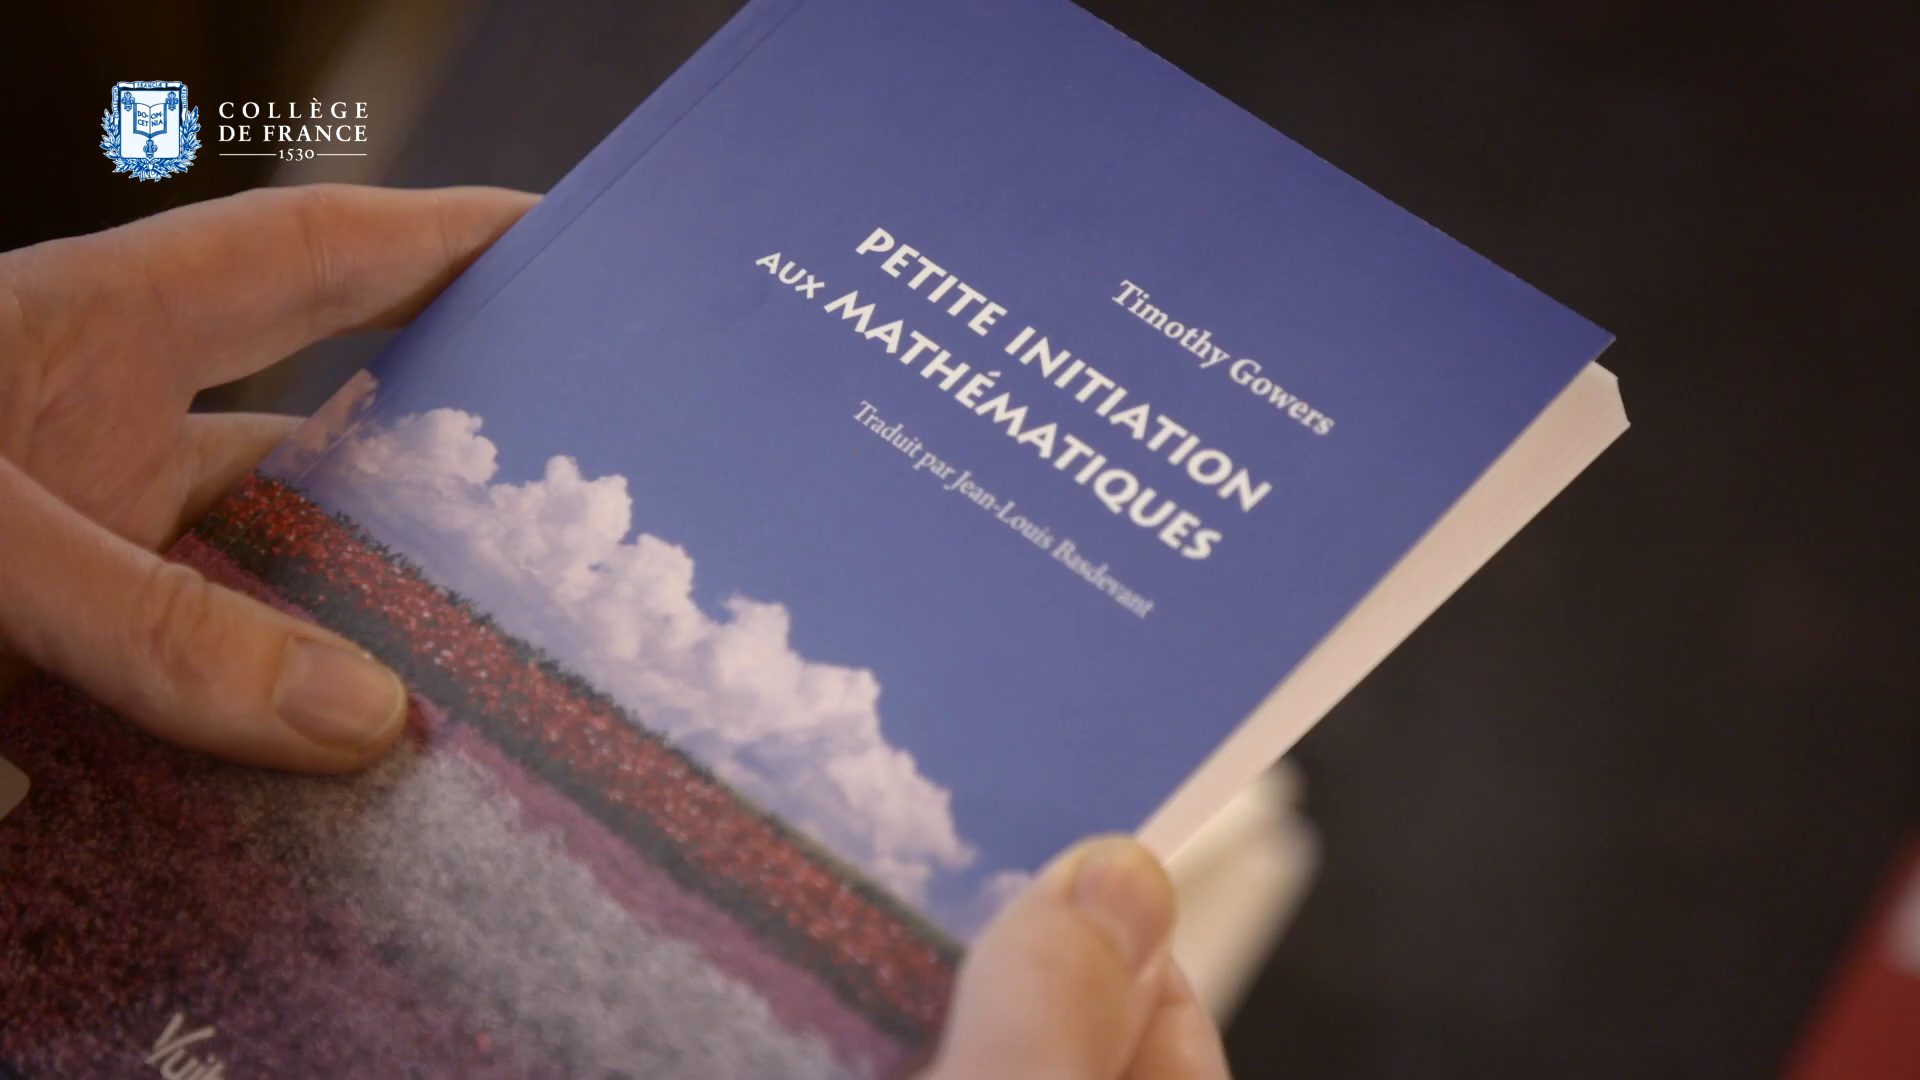 COLLÈGE
DE FRANCE
1530
Timothy Gowers
PETITE INITIATION
AUX MATHÉMATIQUES
Traduit par Jean-Louis Basdevant